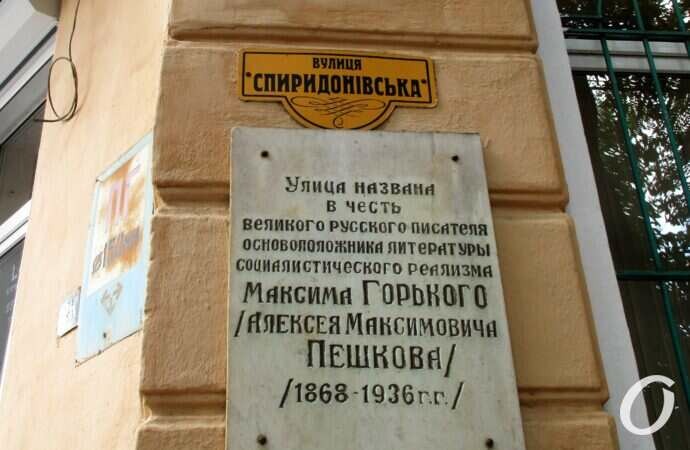 ВУЛИЦЯ
"СПИРИДОНІВСЬКА"
УЛИЦА НАЗВАНА
В ЧЕСТЬ
ВЕЛИКОГО РУССКОГО ПИСАТЕЛЯ
ОСНОВОПОЛОЖНИКА ЛИТЕРАТУРЫ
СОЦИАЛИСТИЧЕСКОГО РЕАЛИЗМА
МАКСИМА ГОРЬКОГО
/АЛЕКСЕЯ МАКСИМОВИЧА
ПЕШКОВА/
/1868-1936 г.г./